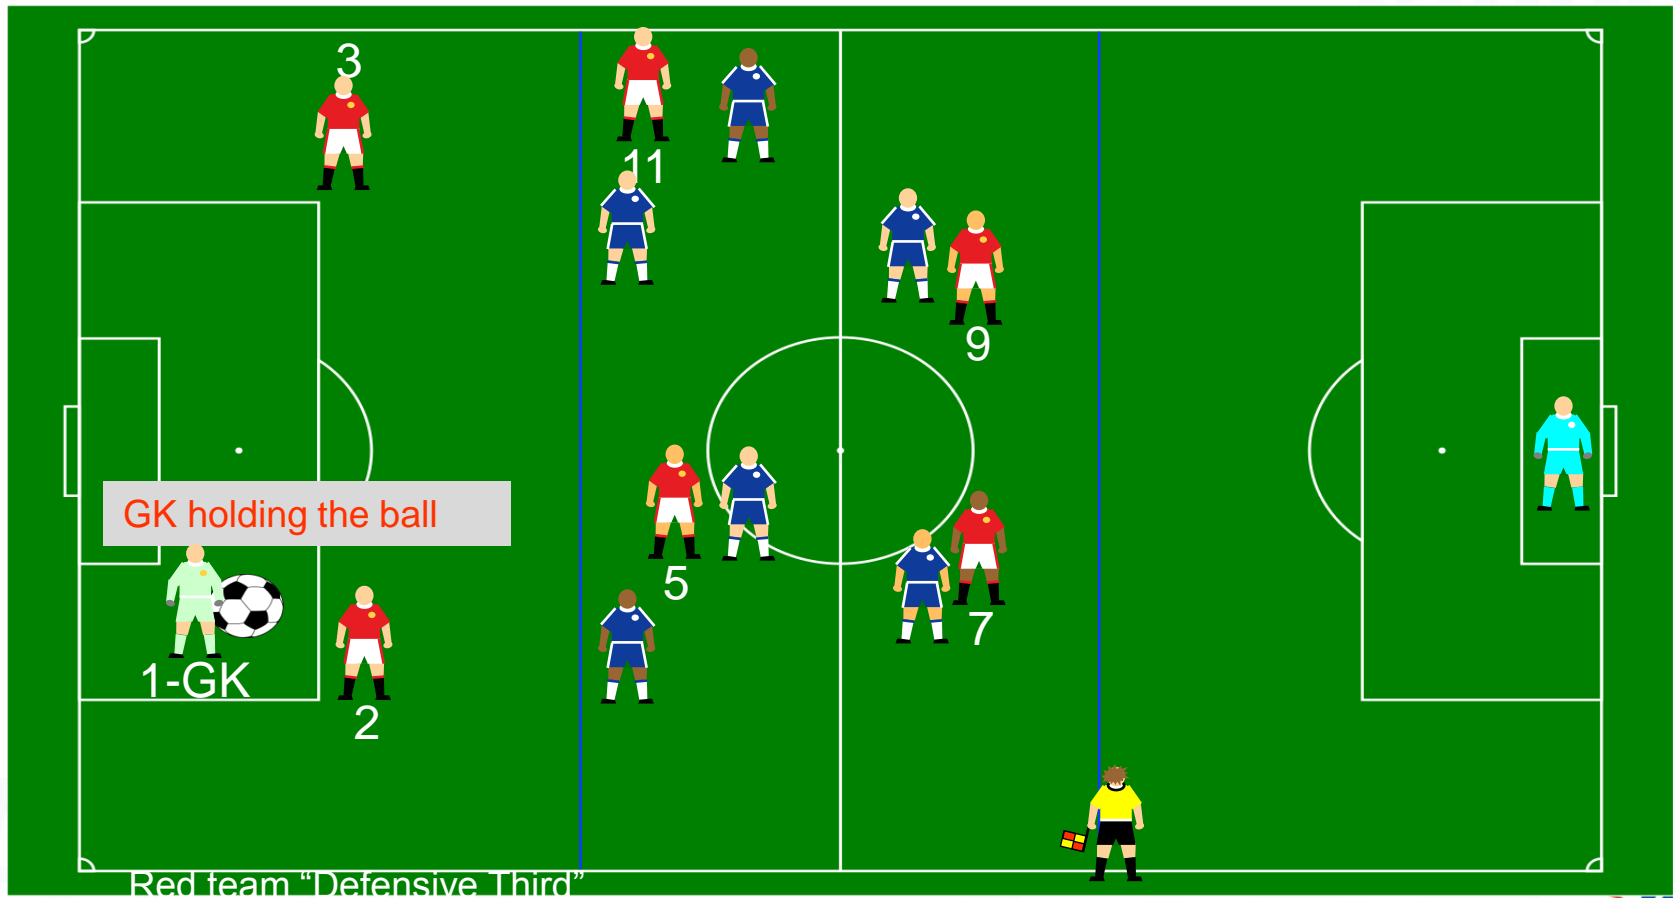 3
11
9
GK holding the ball
5
7
1-GK
2
Red team “Defensive Third”